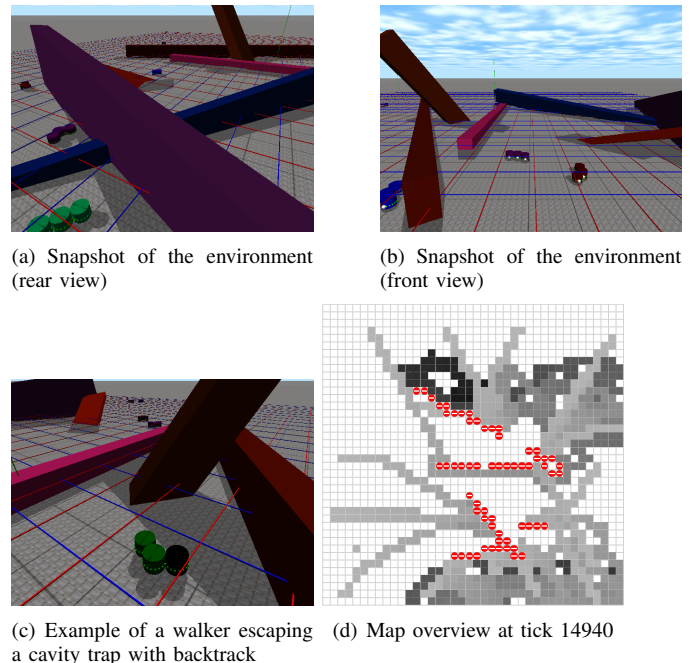 (a) Snapshot of the environment
(rear view)
(b) Snapshot of the environment
(front view)
(c) Example of a walker escaping
a cavity trap with backtrack
(d) Map overview at tick 14940